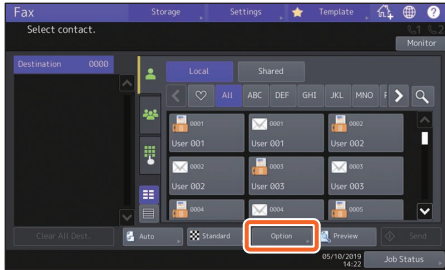 Fax Storage Settings Template
Select contact.
Monitor
Destination 0000
Local Shared
All ABC DEF GHI JKL MNO
0001 0001 0002
User 001 User 001 User 002
0002 0003 0003
User 002 User 003 User 003
0004 0004 0005
Clear All Dest. Auto Standard Option Preview Send
05/10/2019
14:22
Job Status